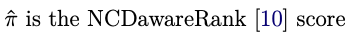 π̂ is the NCDawareRank [10] score